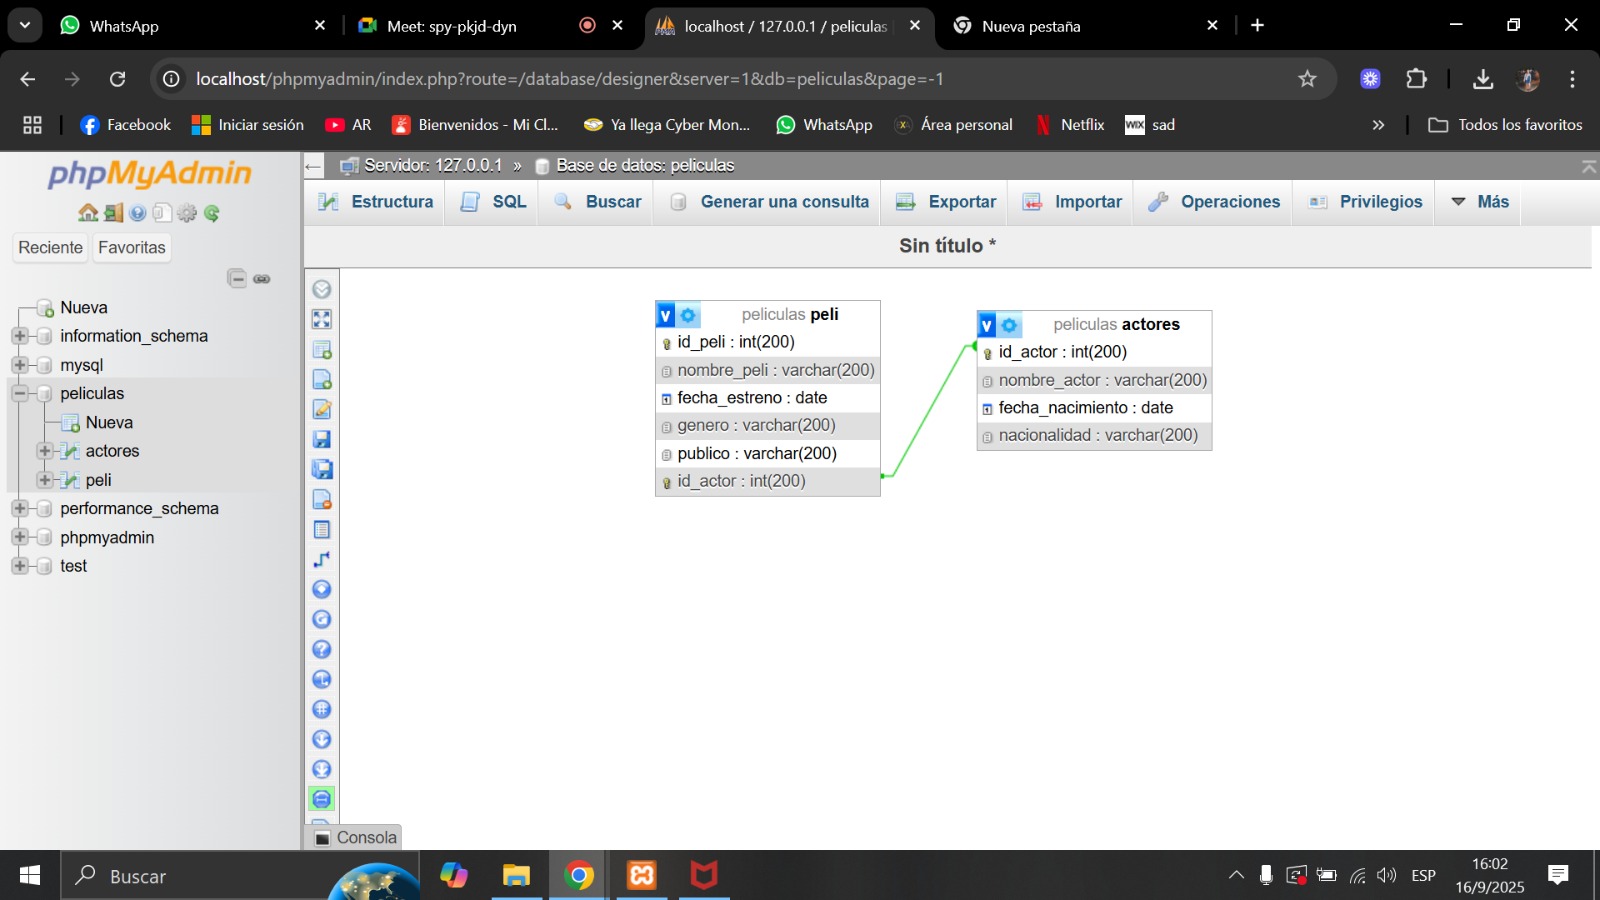 WhatsApp
Meet: spy-pkjd-dyn
localhost / 127.0.0.1 / peliculas
Nueva pestaña
localhost/phpmyadmin/index.php?route=/database/designer&server=1&db=peliculas&page=-1
Facebook
Iniciar sesión
AR
Bienvenidos - Mi Cl...
Ya llega Cyber Mon...
WhatsApp
Área personal
Netflix
WIX sad
Todos los favoritos
phpMyAdmin
Servidor: 127.0.0.1 » Base de datos: peliculas
Estructura
SQL
Buscar
Generar una consulta
Exportar
Importar
Operaciones
Privilegios
Más
Reciente
Favoritas
Sin título *
Nueva
information_schema
mysql
peliculas
Nueva
actores
peli
performance_schema
phpmyadmin
test
v peliculas peli
id_peli : int(200)
nombre_peli : varchar(200)
fecha_estreno : date
genero : varchar(200)
publico : varchar(200)
id_actor : int(200)
v peliculas actores
id_actor : int(200)
nombre_actor : varchar(200)
fecha_nacimiento : date
nacionalidad : varchar(200)
Consola
Buscar
ESP
16:02
16/9/2025